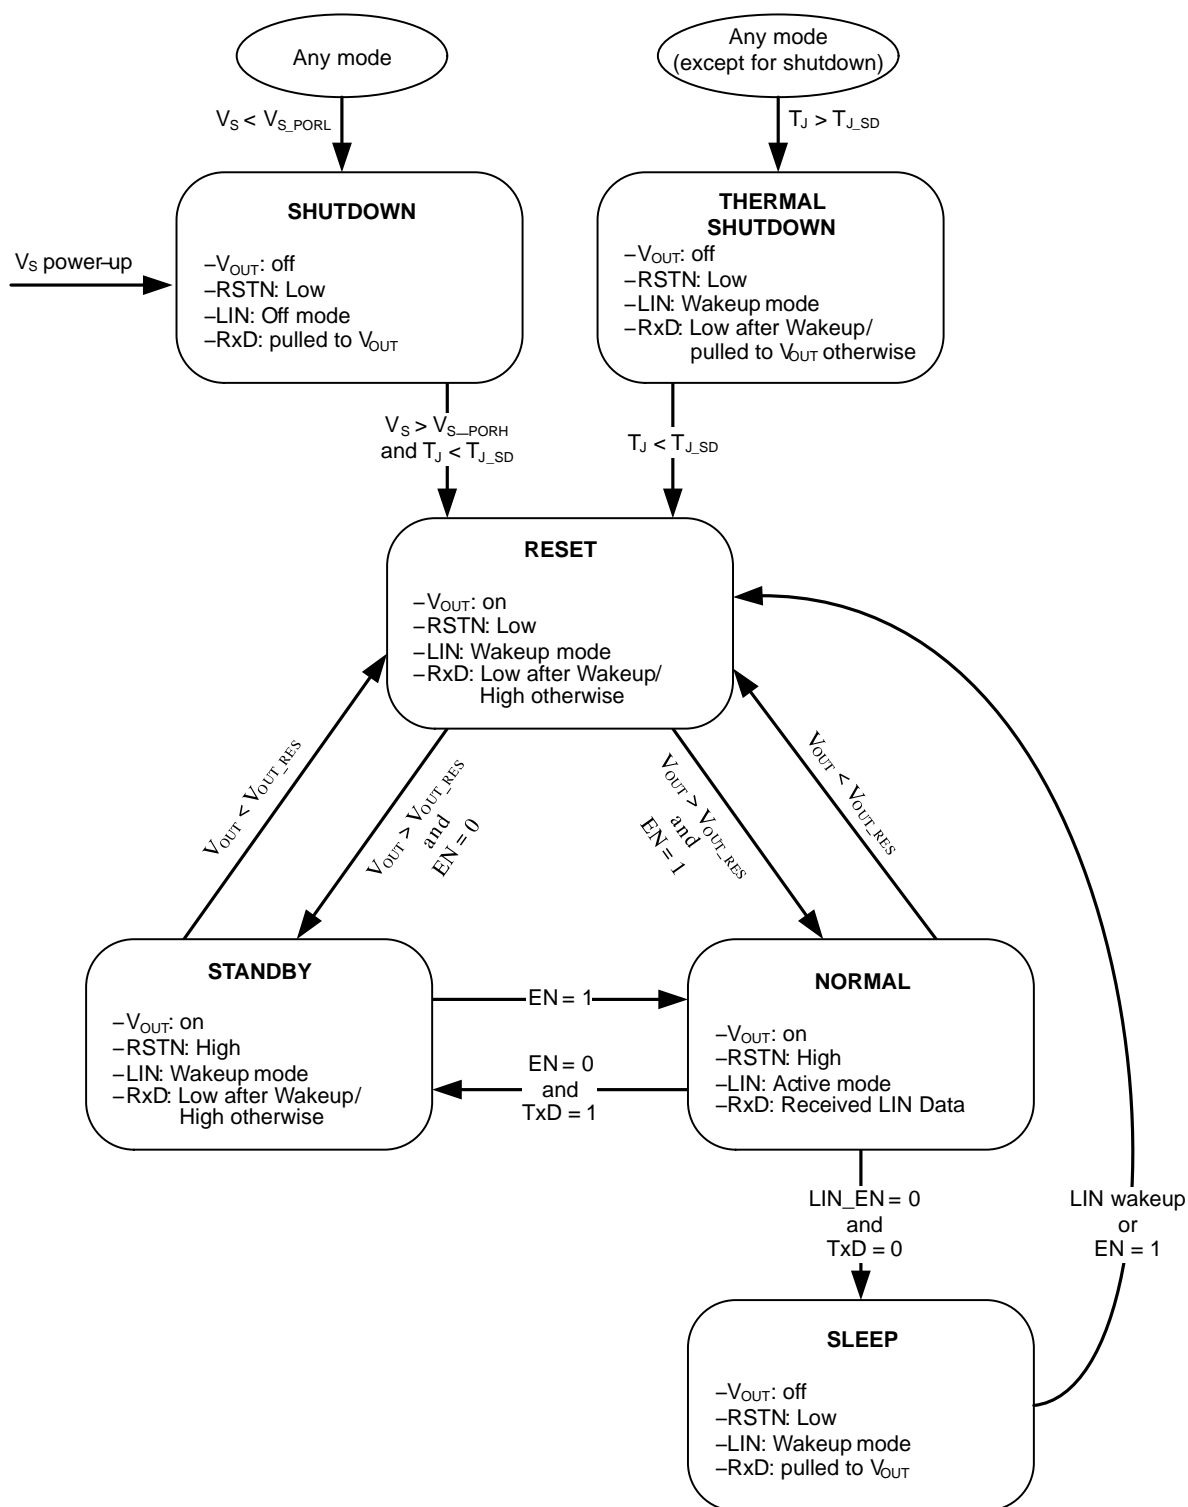 Any mode
Any mode
(except for shutdown)
V_S < V_S_PORL
T_J > T_J_SD
V_S power–up
SHUTDOWN
–V_OUT: off
–RSTN: Low
–LIN: Off mode
–RxD: pulled to V_OUT
THERMAL
SHUTDOWN
–V_OUT: off
–RSTN: Low
–LIN: Wakeup mode
–RxD: Low after Wakeup/
pulled to V_OUT otherwise
V_S > V_S_PORH
and T_J < T_J_SD
T_J < T_J_SD
RESET
–V_OUT: on
–RSTN: Low
–LIN: Wakeup mode
–RxD: Low after Wakeup/
High otherwise
V_OUT < V_OUT_RES
V_OUT > V_OUT_RES
and
EN = 0
V_OUT > V_OUT_RES
and
EN = 1
V_OUT < V_OUT_RES
STANDBY
–V_OUT: on
–RSTN: High
–LIN: Wakeup mode
–RxD: Low after Wakeup/
High otherwise
EN = 1
EN = 0
and
TxD = 1
NORMAL
–V_OUT: on
–RSTN: High
–LIN: Active mode
–RxD: Received LIN Data
LIN_EN = 0
and
TxD = 0
LIN wakeup
or
EN = 1
SLEEP
–V_OUT: off
–RSTN: Low
–LIN: Wakeup mode
–RxD: pulled to V_OUT